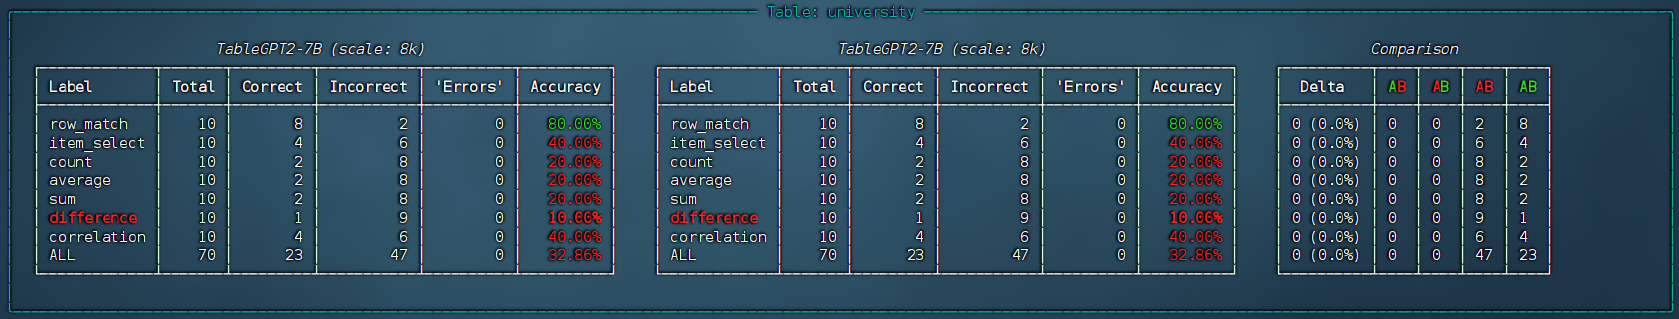 Table: university
TableGPT2-7B (scale: 8k) TableGPT2-7B (scale: 8k) Comparison
Label Total Correct Incorrect 'Errors' Accuracy Label Total Correct Incorrect 'Errors' Accuracy Delta AB AB AB AB
row_match 10 8 2 0 80.00% row_match 10 8 2 0 80.00% 0 (0.0%) 0 0 2 8
item_select 10 4 6 0 40.00% item_select 10 4 6 0 40.00% 0 (0.0%) 0 0 6 4
count 10 2 8 0 20.00% count 10 2 8 0 20.00% 0 (0.0%) 0 0 8 2
average 10 2 8 0 20.00% average 10 2 8 0 20.00% 0 (0.0%) 0 0 8 2
sum 10 2 8 0 20.00% sum 10 2 8 0 20.00% 0 (0.0%) 0 0 8 2
difference 10 1 9 0 10.00% difference 10 1 9 0 10.00% 0 (0.0%) 0 0 9 1
correlation 10 4 6 0 40.00% correlation 10 4 6 0 40.00% 0 (0.0%) 0 0 6 4
ALL 70 23 47 0 32.86% ALL 70 23 47 0 32.86% 0 (0.0%) 0 0 47 23